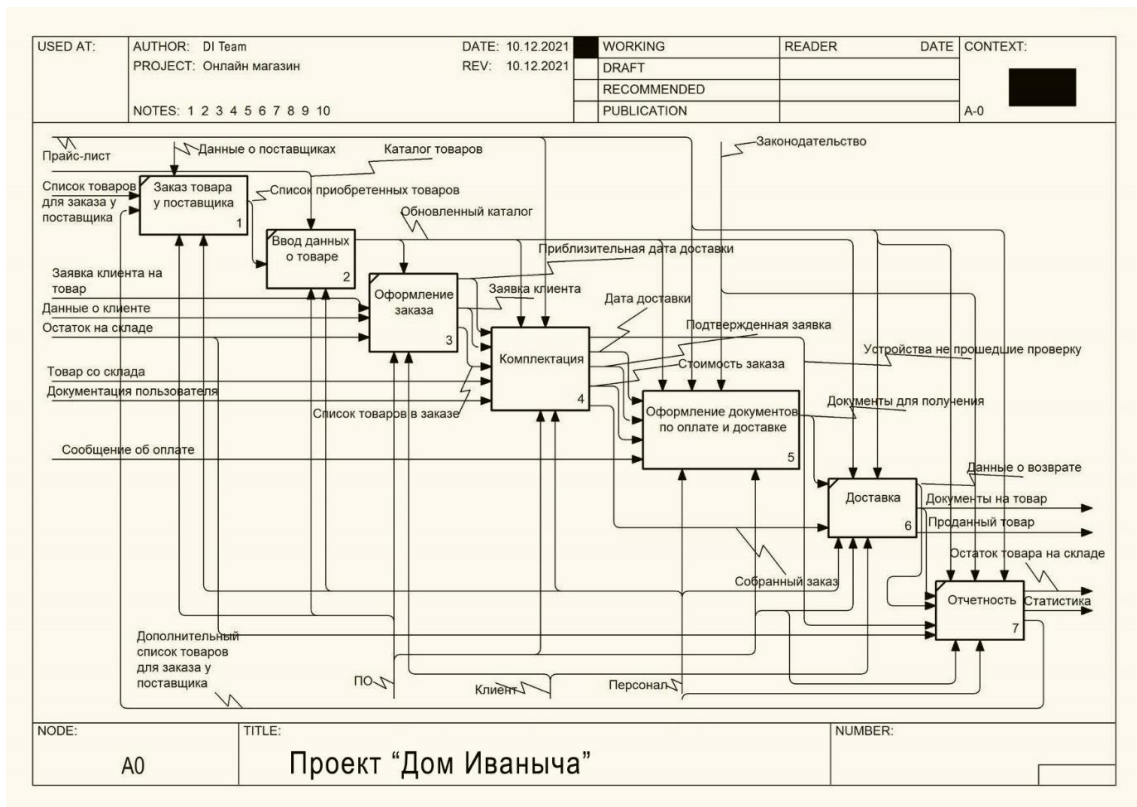 USED AT:
AUTHOR: DI Team
DATE: 10.12.2021
WORKING
READER
DATE
CONTEXT:
PROJECT: Онлайн магазин
REV: 10.12.2021
DRAFT
RECOMMENDED
NOTES: 1 2 3 4 5 6 7 8 9 10
PUBLICATION
A-0
Прайс-лист
Данные о поставщиках
Каталог товаров
Законодательство
Список товаров
для заказа у
поставщика
Заказ товара
у поставщика
1
Список приобретенных товаров
Обновленный каталог
Ввод данных
о товаре
2
Приблизительная дата доставки
Заявка клиента на
товар
Данные о клиенте
Остаток на складе
Оформление
заказа
3
Заявка клиента
Дата доставки
Подтвержденная заявка
Комплектация
4
Стоимость заказа
Устройства не прошедшие проверку
Товар со склада
Документация пользователя
Список товаров в заказе
Оформление документов
по оплате и доставке
5
Документы для получения
Сообщение об оплате
Данные о возврате
Доставка
6
Документы на товар
Проданный товар
Собранный заказ
Остаток товара на складе
Отчетность
7
Статистика
Дополнительный
список товаров
для заказа у
поставщика
ПО
Клиент
Персонал
NODE:
TITLE:
NUMBER:
A0
Проект “Дом Иваныча”